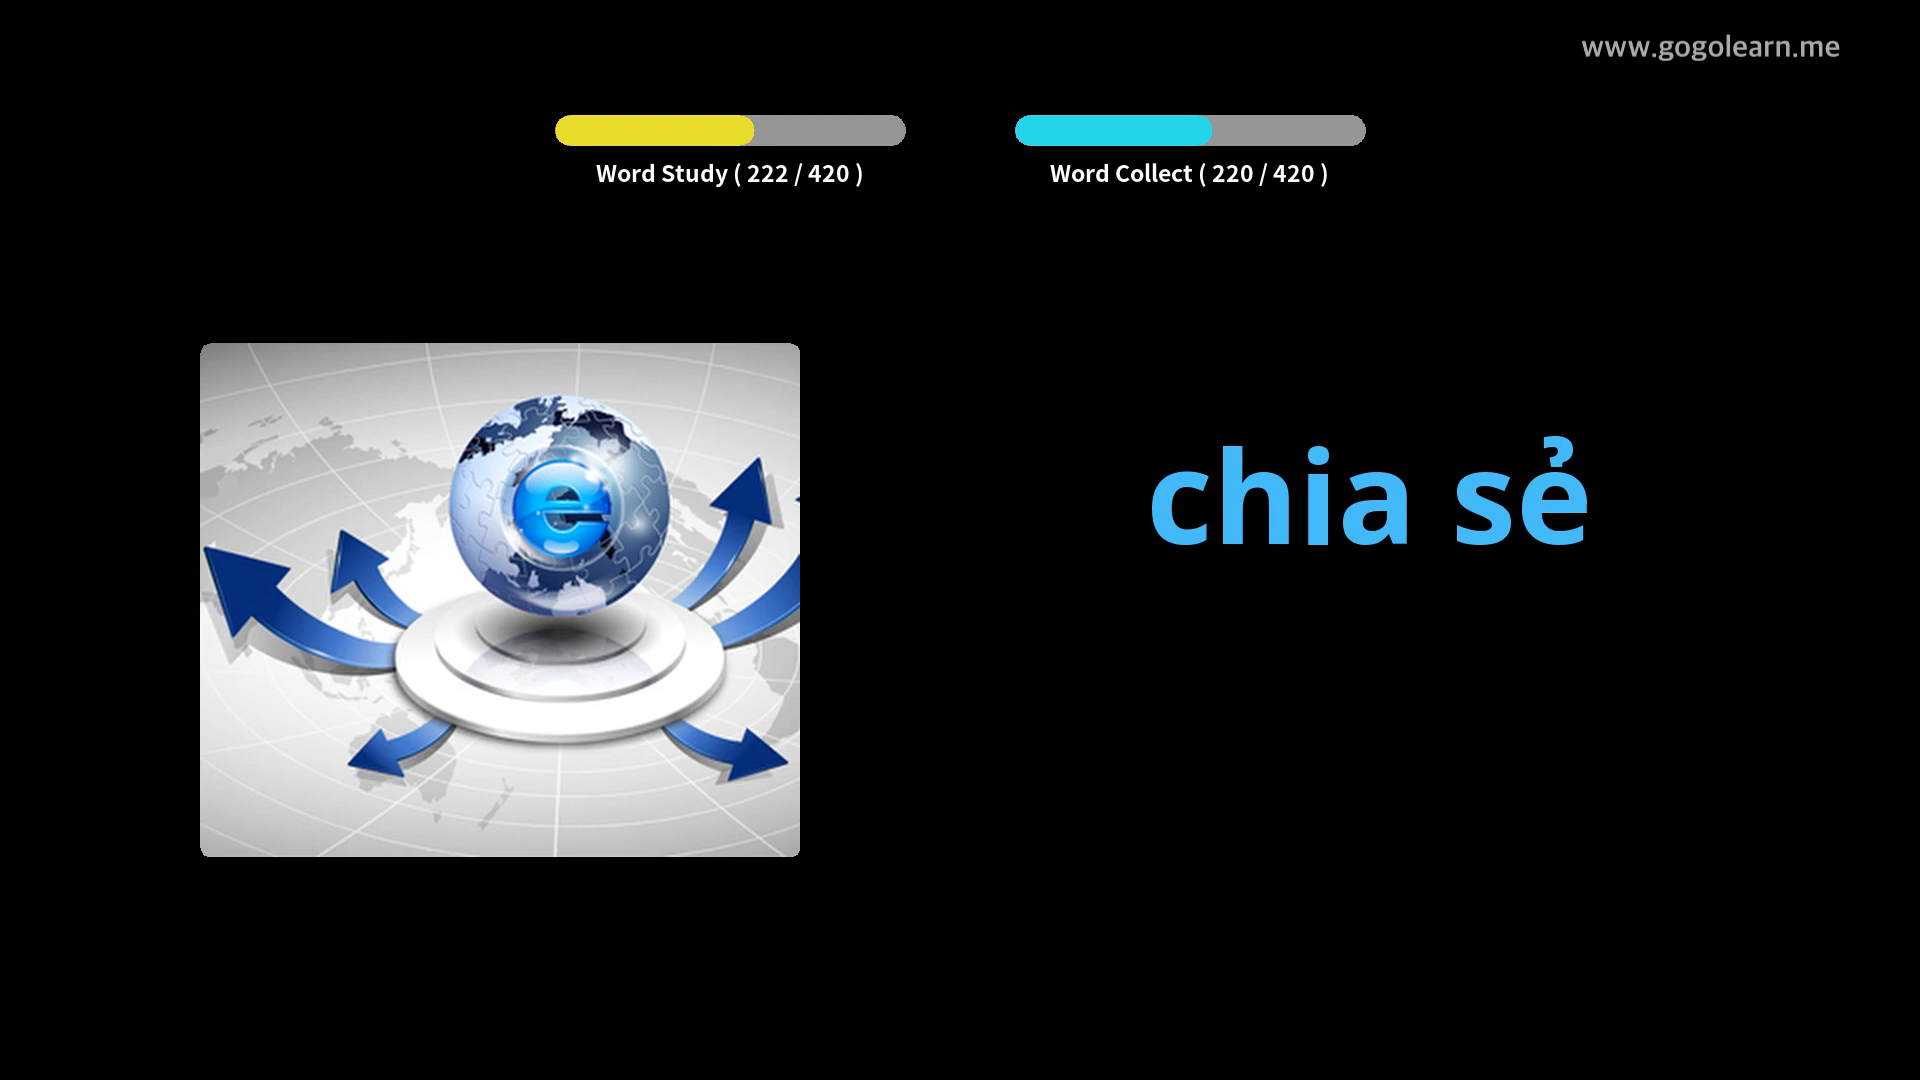 www.gogolearn.me
Word Study ( 222 / 420 )
Word Collect ( 220 / 420 )
e
chia sẻ